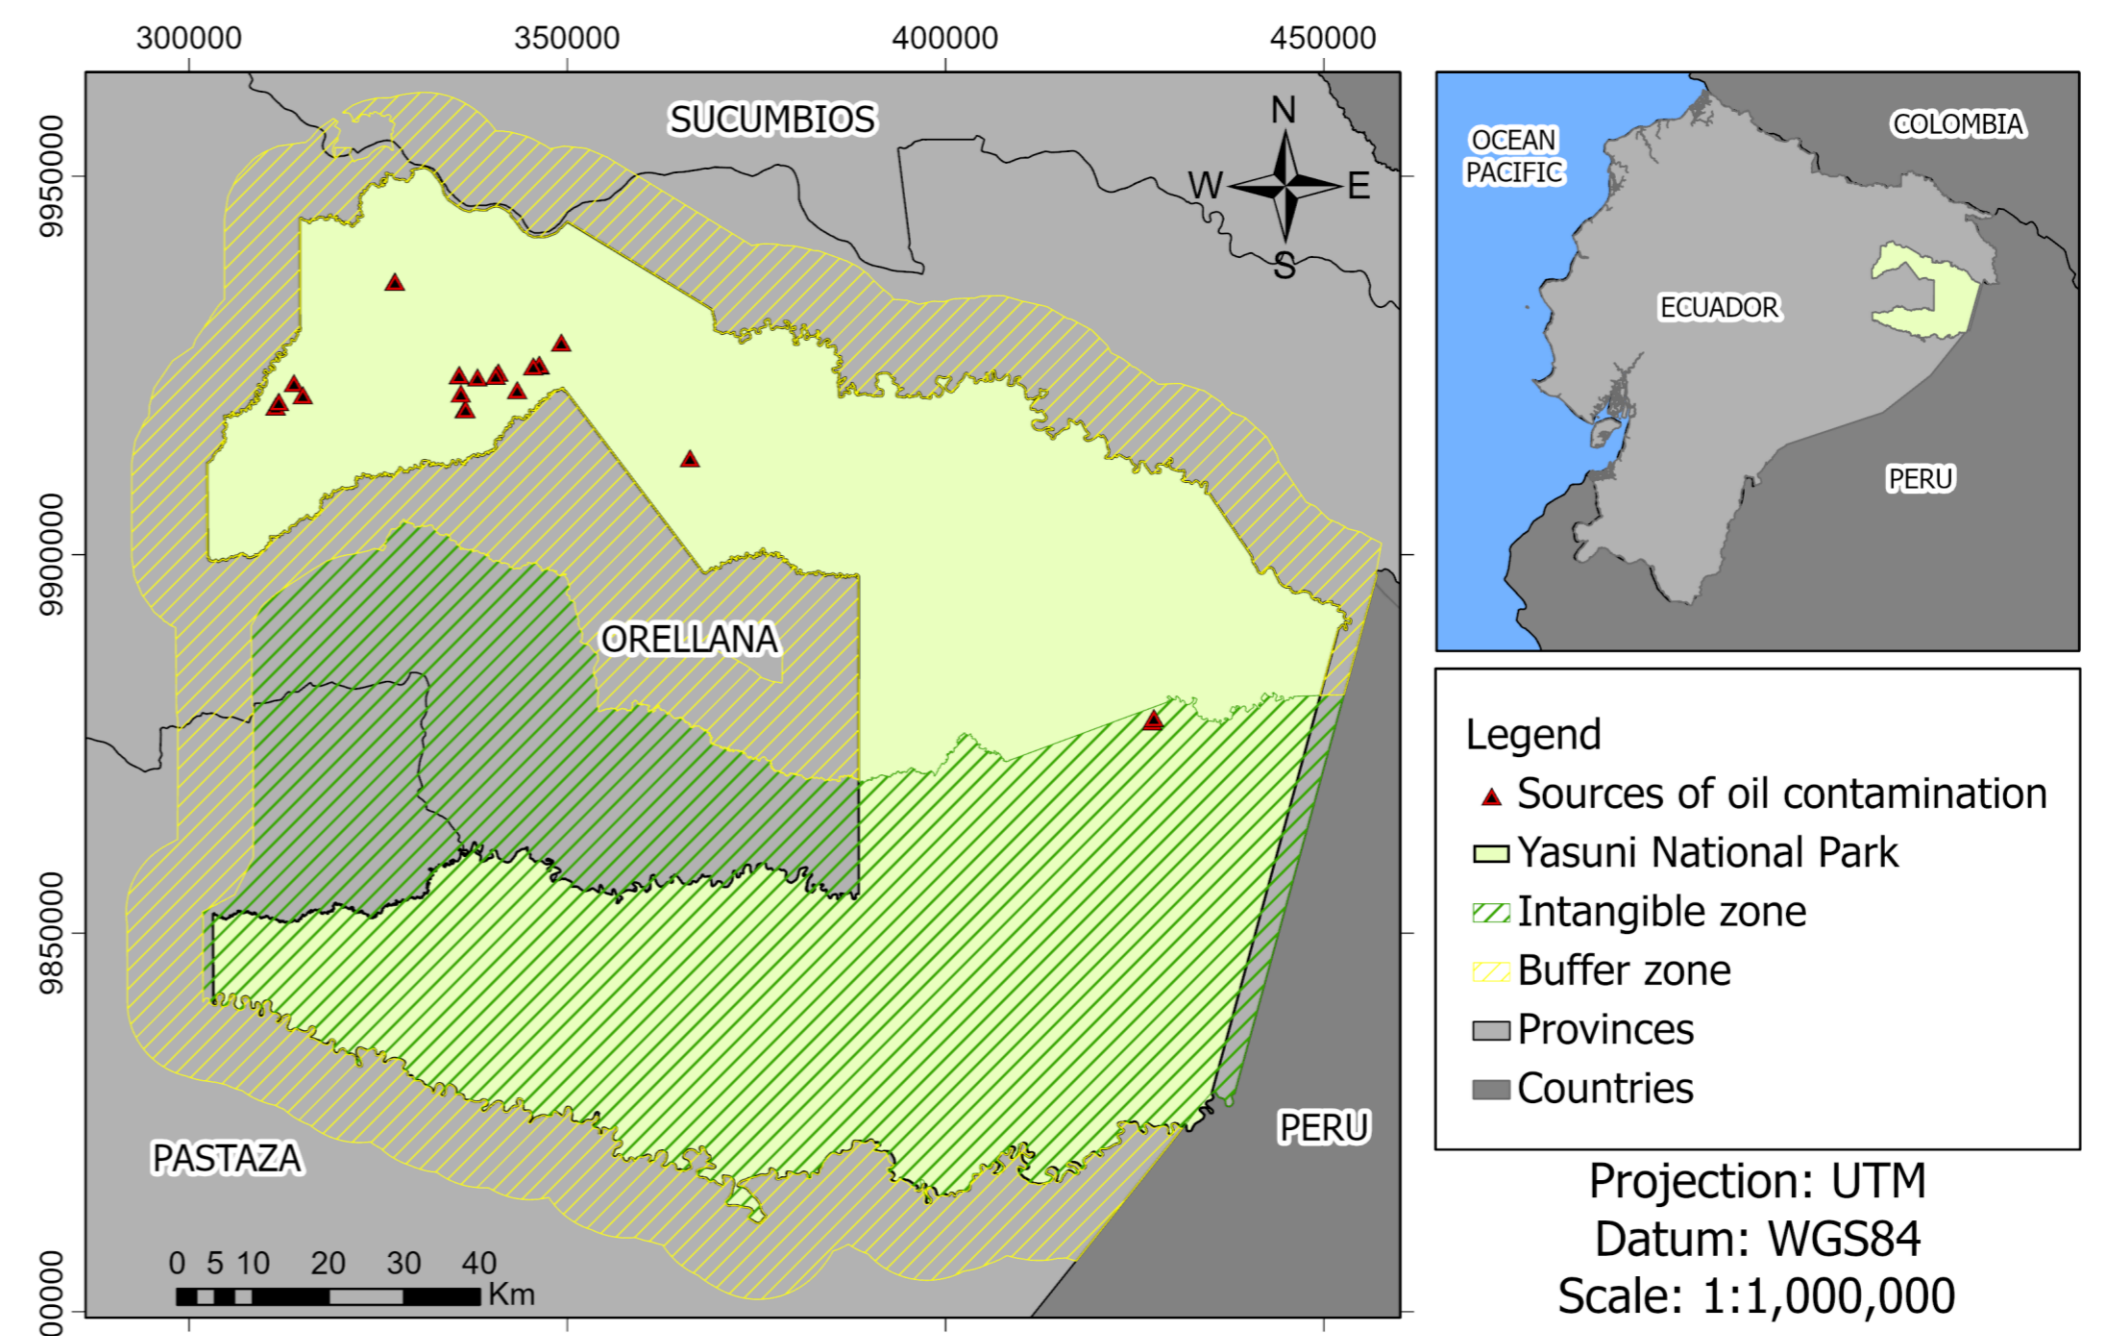 300000 350000 400000 450000
9950000
9900000
9850000
SUCUMBIOS
N
W E
S
ORELLANA
PASTAZA
PERU
0 5 10 20 30 40
Km
OCEAN
PACIFIC
COLOMBIA
ECUADOR
PERU
Legend
Sources of oil contamination
Yasuni National Park
Intangible zone
Buffer zone
Provinces
Countries
Projection: UTM
Datum: WGS84
Scale: 1:1,000,000